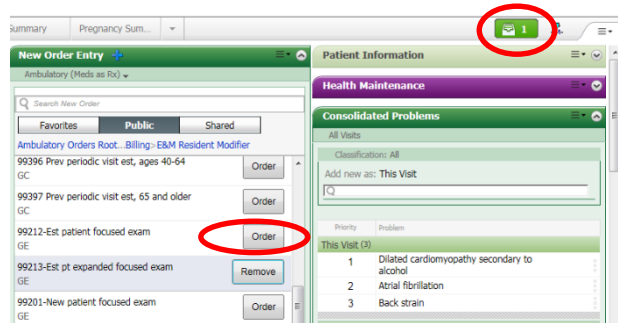 Summary Pregnancy Sum... 1
New Order Entry
Ambulatory (Meds as Rx)
Search New Order
Favorites Public Shared
Ambulatory Orders Root...Billing>E&M Resident Modifier
99396 Prev periodic visit est, ages 40-64
GC
Order
99397 Prev periodic visit est, 65 and older
GC
Order
99212-Est patient focused exam
GE
Order
99213-Est pt expanded focused exam
GE
Remove
99201-New patient focused exam
GE
Order
Patient Information
Health Maintenance
Consolidated Problems
All Visits
Classification: All
Add new as: This Visit
Priority Problem
This Visit (3)
1 Dilated cardiomyopathy secondary to
alcohol
2 Atrial fibrillation
3 Back strain